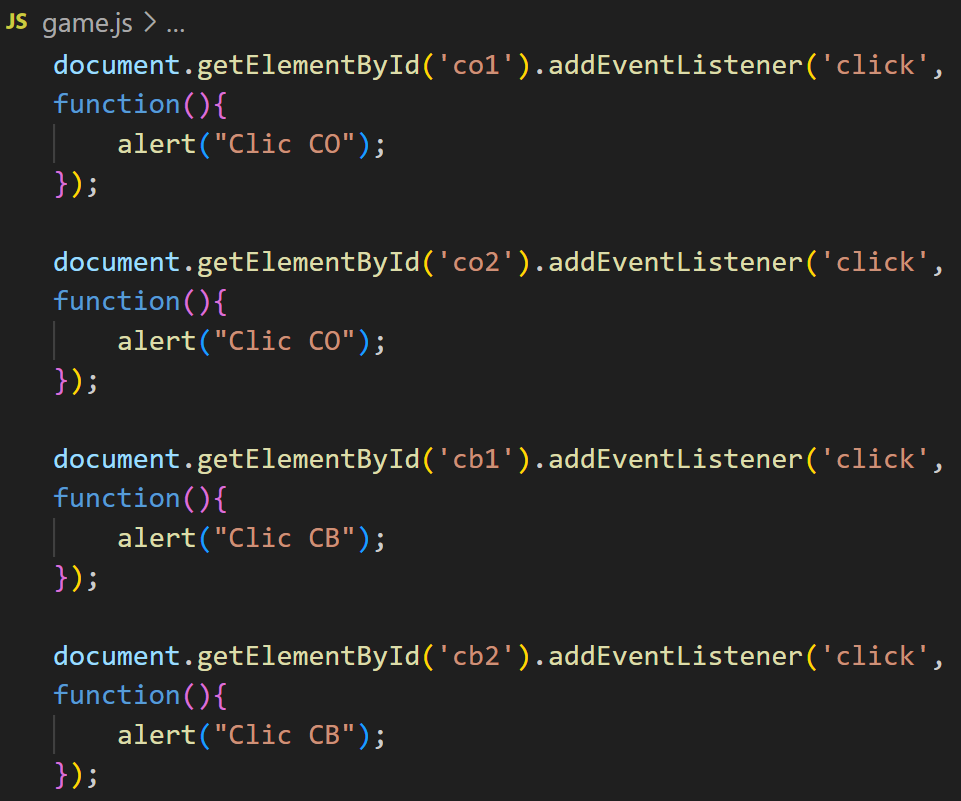 JS game.js > ...
document.getElementById('co1').addEventListener('click',
function(){
    alert("Clic CO");
});
document.getElementById('co2').addEventListener('click',
function(){
    alert("Clic CO");
});
document.getElementById('cb1').addEventListener('click',
function(){
    alert("Clic CB");
});
document.getElementById('cb2').addEventListener('click',
function(){
    alert("Clic CB");
});